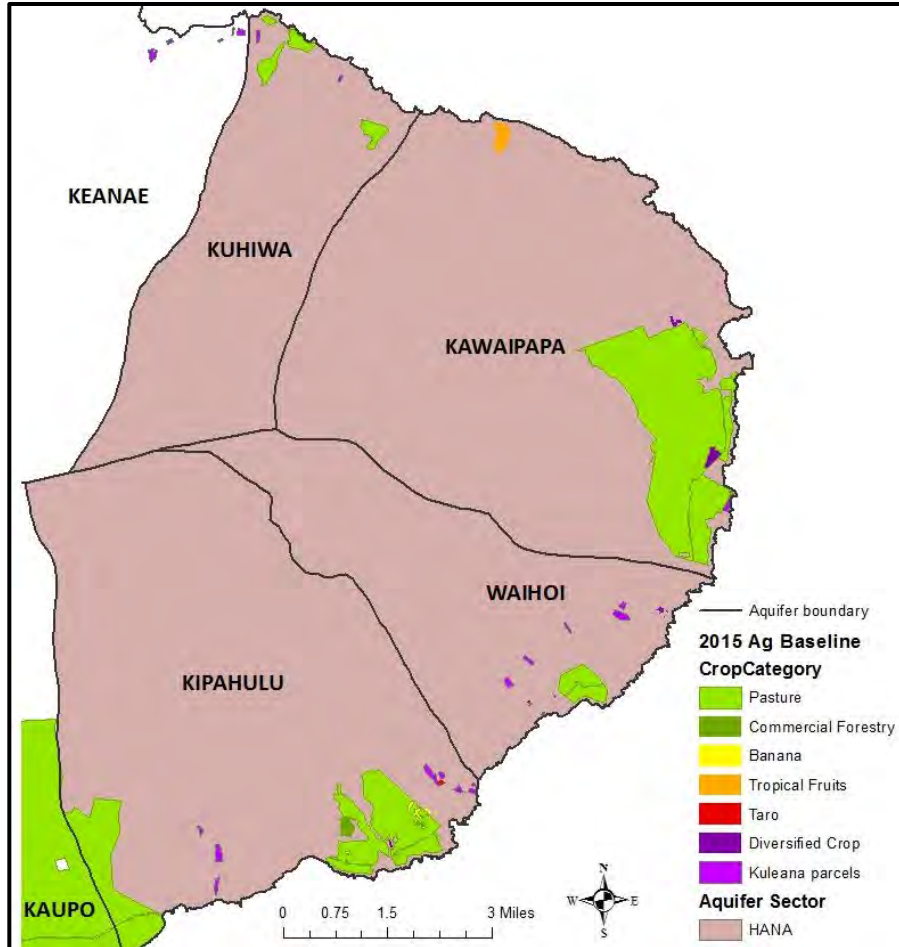 KEANAE
KUHIWA
KAWAIPAPA
WAIHOI
KIPAHULU
KAUPO
Aquifer boundary
2015 Ag Baseline
CropCategory
Pasture
Commercial Forestry
Banana
Tropical Fruits
Taro
Diversified Crop
Kuleana parcels
Aquifer Sector
HANA
N
W E
S
0 0.75 1.5 3 Miles